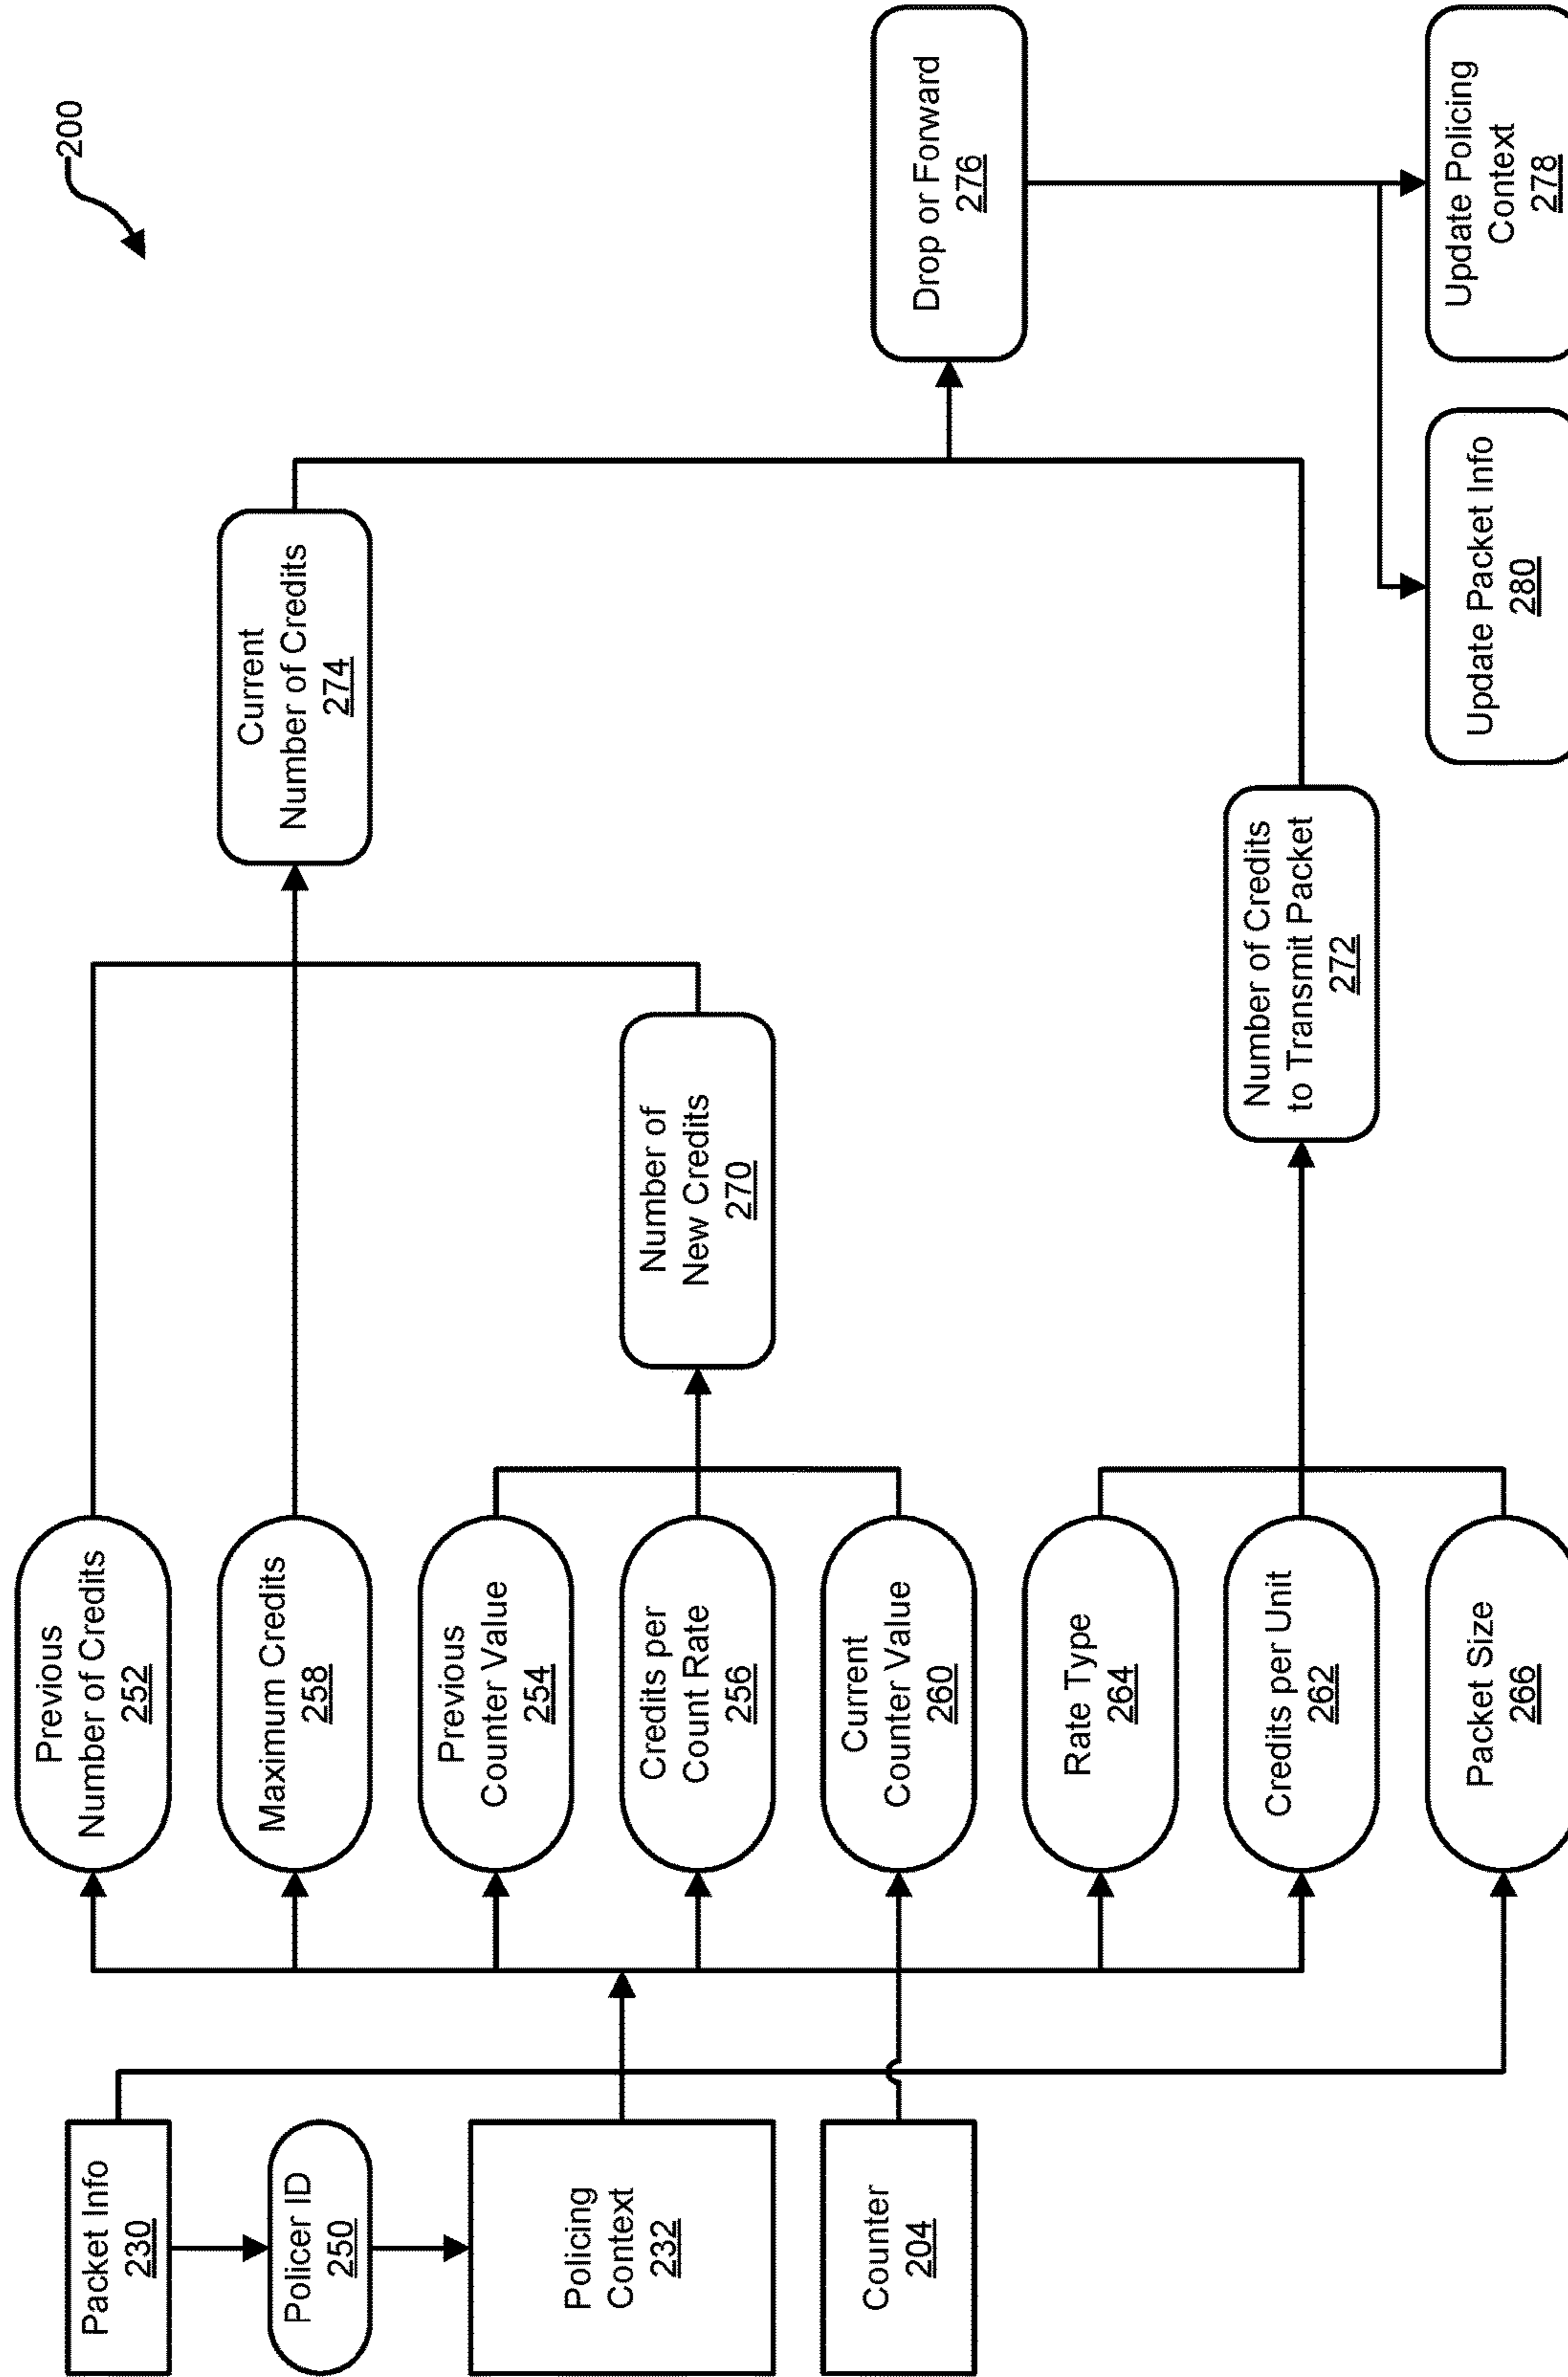 200
Packet Info
230
Policer ID
250
Policing
Context
232
Counter
204
Previous
Number of Credits
252
Maximum Credits
258
Previous
Counter Value
254
Credits per
Count Rate
256
Current
Counter Value
260
Rate Type
264
Credits per Unit
262
Packet Size
266
Number of
New Credits
270
Number of Credits
to Transmit Packet
272
Current
Number of Credits
274
Drop or Forward
276
Update Packet Info
280
Update Policing
Context
278